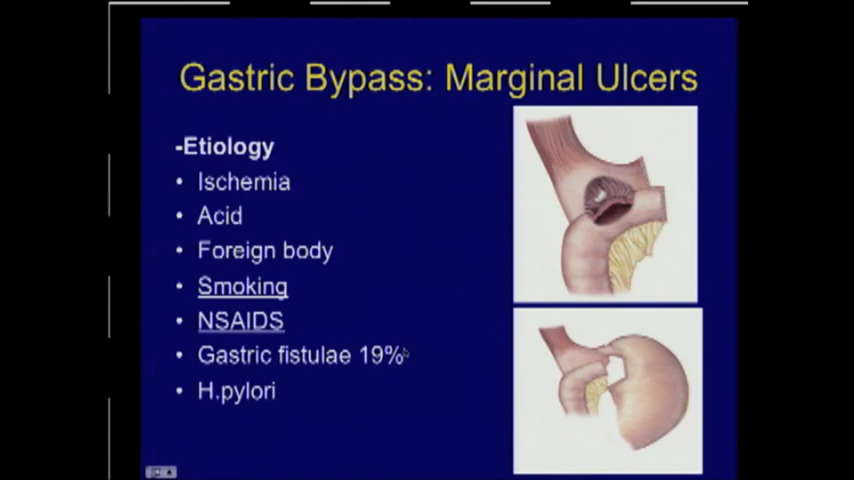 Gastric Bypass: Marginal Ulcers
-Etiology
• Ischemia
• Acid
• Foreign body
• Smoking
• NSAIDS
• Gastric fistulae 19%
• H.pylori